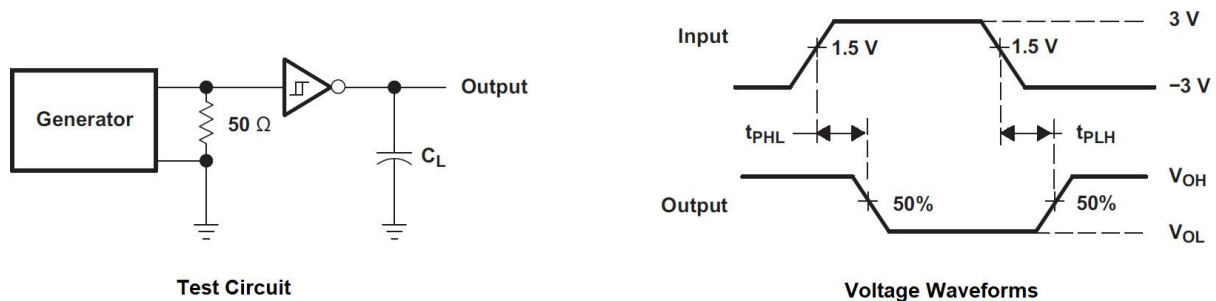 Generator
50 Ω
Output
C_L
Test Circuit
Input
1.5 V
1.5 V
3 V
−3 V
t_PHL
t_PLH
Output
50%
50%
V_OH
V_OL
Voltage Waveforms